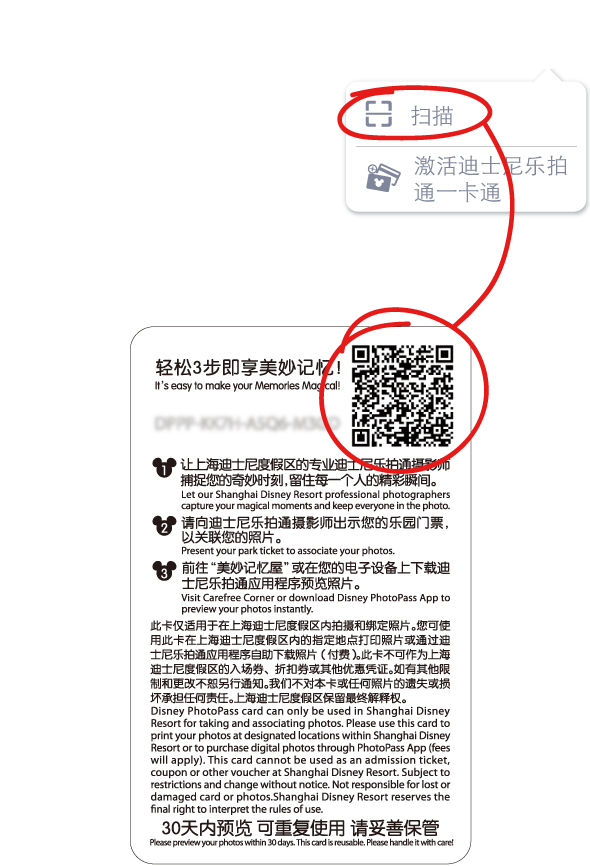 扫描
激活迪士尼乐拍
通一卡通
轻松3步即享美妙记忆!
It's easy to make your Memories Magical!
1
让上海迪士尼度假区的专业迪士尼乐拍通摄影师
捕捉您的奇妙时刻,留住每一个人的精彩瞬间。
Let our Shanghai Disney Resort professional photographers
capture your magical moments and keep everyone in the photo.
2
请向迪士尼乐拍通摄影师出示您的乐园门票,
以关联您的照片。
Present your park ticket to associate your photos.
3
前往“美妙记忆屋”或在您的电子设备上下载迪
士尼乐拍通应用程序预览照片。
Visit Carefree Corner or download Disney PhotoPass App to
preview your photos instantly.
此卡仅适用于在上海迪士尼度假区内拍摄和绑定照片。您可使
用此卡在上海迪士尼度假区内的指定地点打印照片或通过迪
士尼乐拍通应用程序自助下载照片（付费）。此卡不可作为上海
迪士尼度假区的入场券、折扣券或其他优惠凭证。如有其他限
制和更改不恕另行通知。我们不对本卡或任何照片的遗失或损
坏承担任何责任。上海迪士尼度假区保留最终解释权。
Disney PhotoPass card can only be used in Shanghai Disney
Resort for taking and associating photos. Please use this card to
print your photos at designated locations within Shanghai Disney
Resort or to purchase digital photos through PhotoPass App (fees
will apply). This card cannot be used as an admission ticket,
coupon or other voucher at Shanghai Disney Resort. Subject to
restrictions and change without notice. Not responsible for lost or
damaged card or photos.Shanghai Disney Resort reserves the
final right to interpret the rules of use.
30天内预览 可重复使用 请妥善保管
Please preview your photos within 30 days. This card is reusable. Please handle it with care!